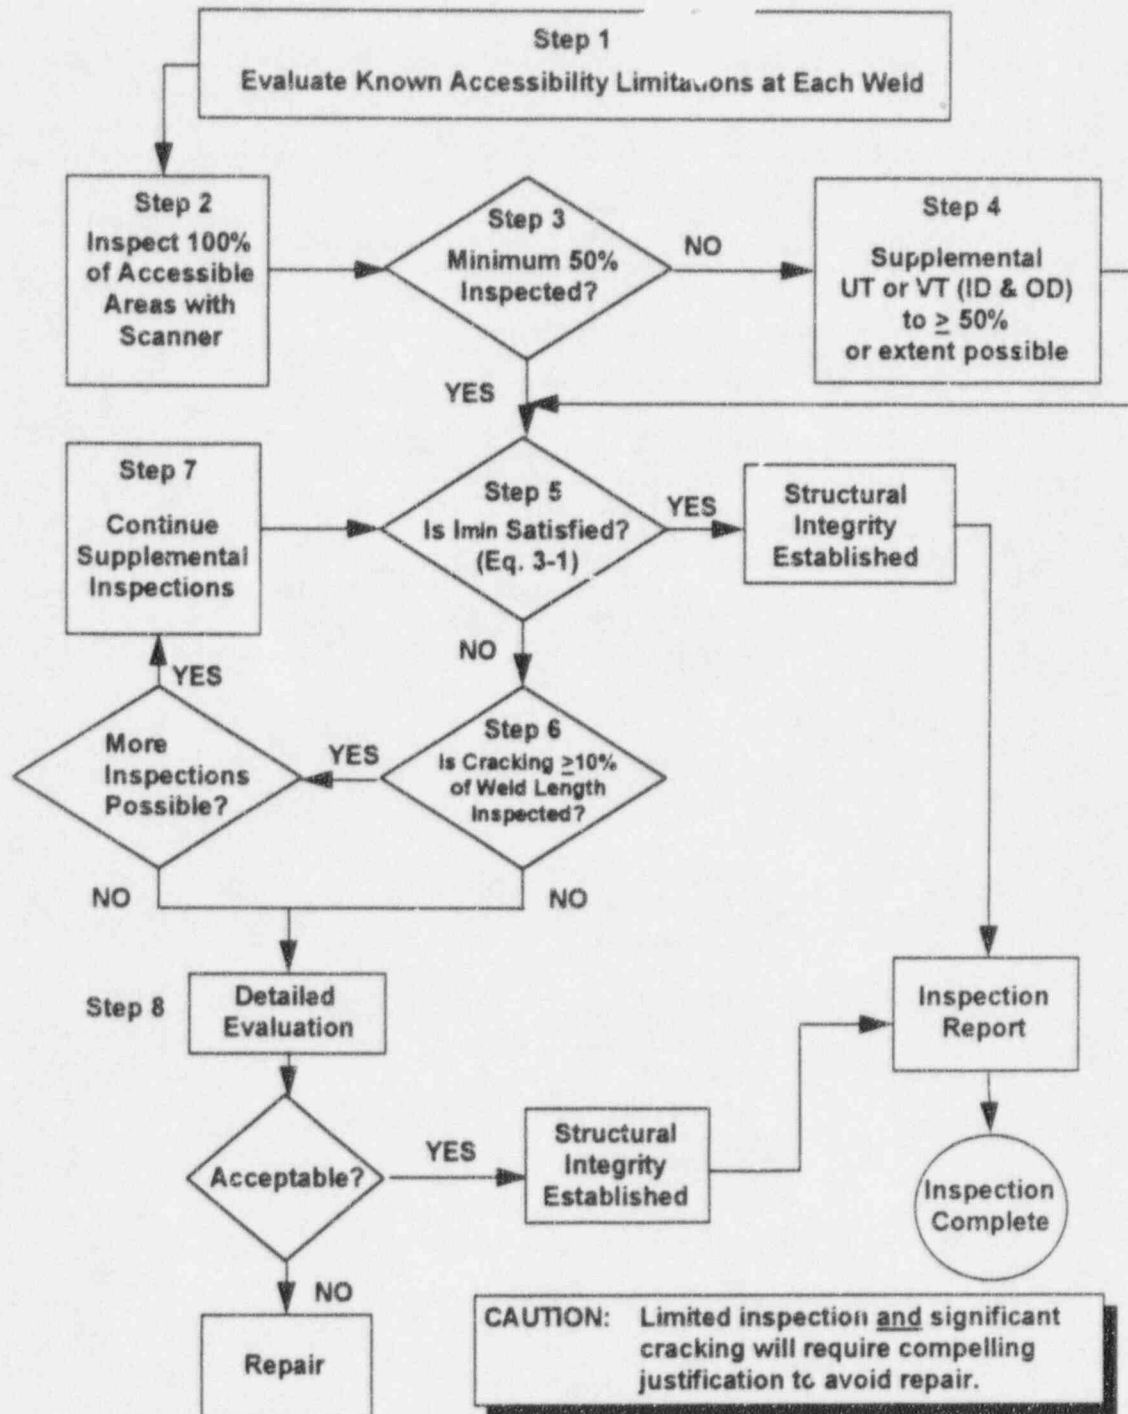 Step 1
Evaluate Known Accessibility Limitations at Each Weld
Step 2
Inspect 100%
of Accessible
Areas with
Scanner
Step 3
Minimum 50%
Inspected?
NO
YES
Step 4
Supplemental
UT or VT (ID & OD)
to ≥ 50%
or extent possible
Step 5
Is Imin Satisfied?
(Eq. 3-1)
YES
NO
Structural
Integrity
Established
Step 7
Continue
Supplemental
Inspections
YES
More
Inspections
Possible?
YES
NO
Step 6
Is Cracking ≥10%
of Weld Length
Inspected?
NO
Step 8
Detailed
Evaluation
Acceptable?
YES
NO
Structural
Integrity
Established
Inspection
Report
Inspection
Complete
Repair
CAUTION: Limited inspection and significant
cracking will require compelling
justification to avoid repair.